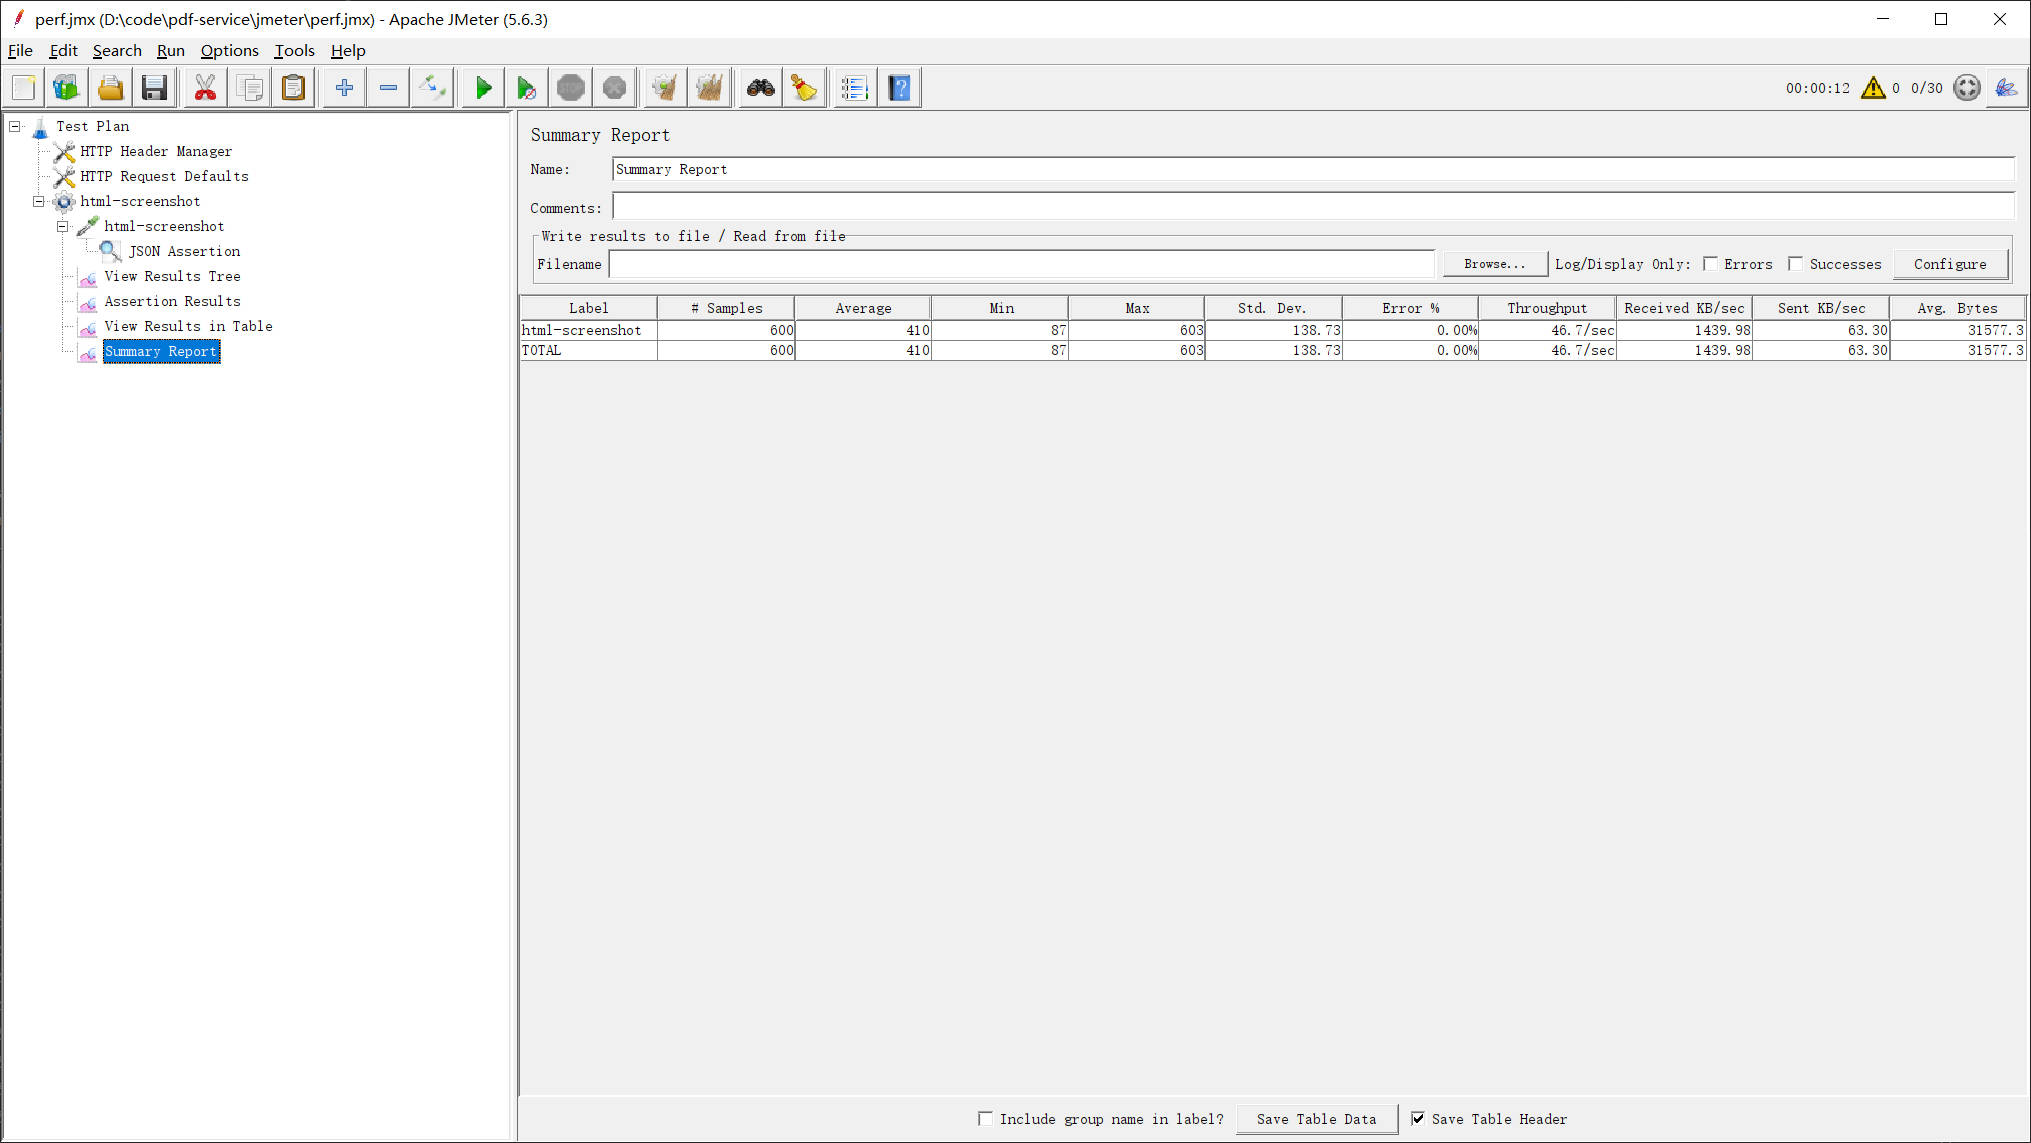 perf.jmx (D:\code\pdf-service\jmeter\perf.jmx) - Apache JMeter (5.6.3)
File Edit Search Run Options Tools Help
STOP
00:00:12 0 0/30
Test Plan
HTTP Header Manager
HTTP Request Defaults
html-screenshot
html-screenshot
JSON Assertion
View Results Tree
Assertion Results
View Results in Table
Summary Report
Summary Report
Name: Summary Report
Comments:
Write results to file / Read from file
Filename Browse... Log/Display Only: Errors Successes Configure
Label # Samples Average Min Max Std. Dev. Error % Throughput Received KB/sec Sent KB/sec Avg. Bytes
html-screenshot 600 410 87 603 138.73 0.00% 46.7/sec 1439.98 63.30 31577.3
TOTAL 600 410 87 603 138.73 0.00% 46.7/sec 1439.98 63.30 31577.3
Include group name in label? Save Table Data Save Table Header